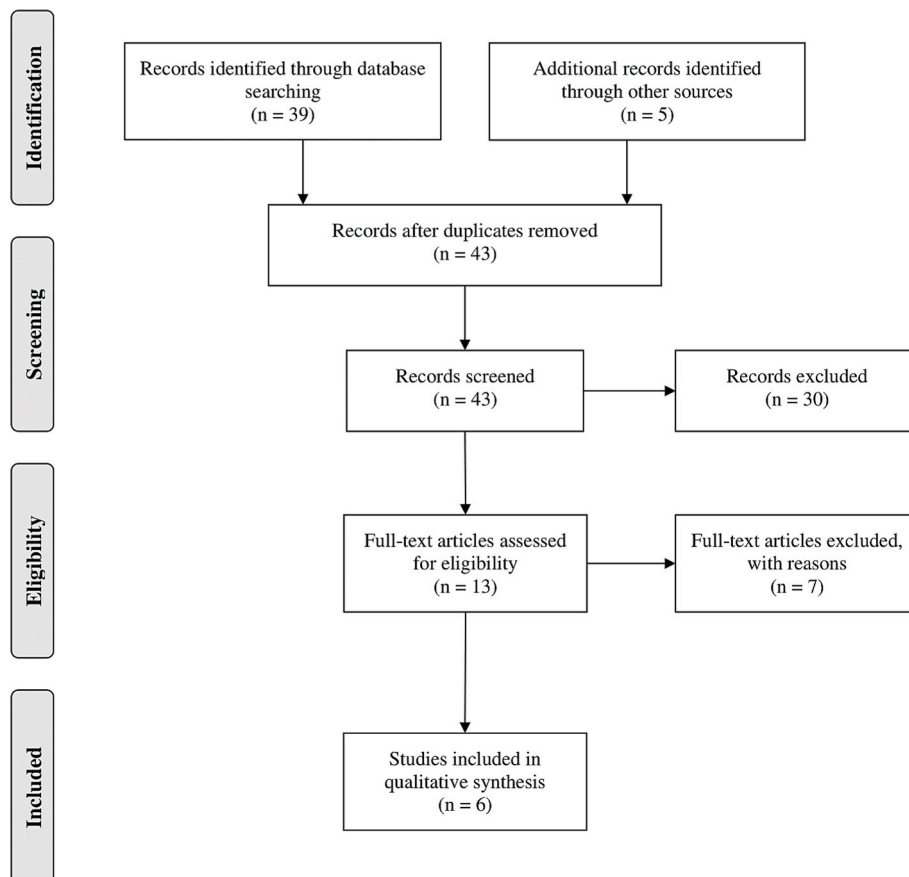 Identification
Records identified through database
searching
(n = 39)
Additional records identified
through other sources
(n = 5)
Records after duplicates removed
(n = 43)
Screening
Records screened
(n = 43)
Records excluded
(n = 30)
Eligibility
Full-text articles assessed
for eligibility
(n = 13)
Full-text articles excluded,
with reasons
(n = 7)
Included
Studies included in
qualitative synthesis
(n = 6)